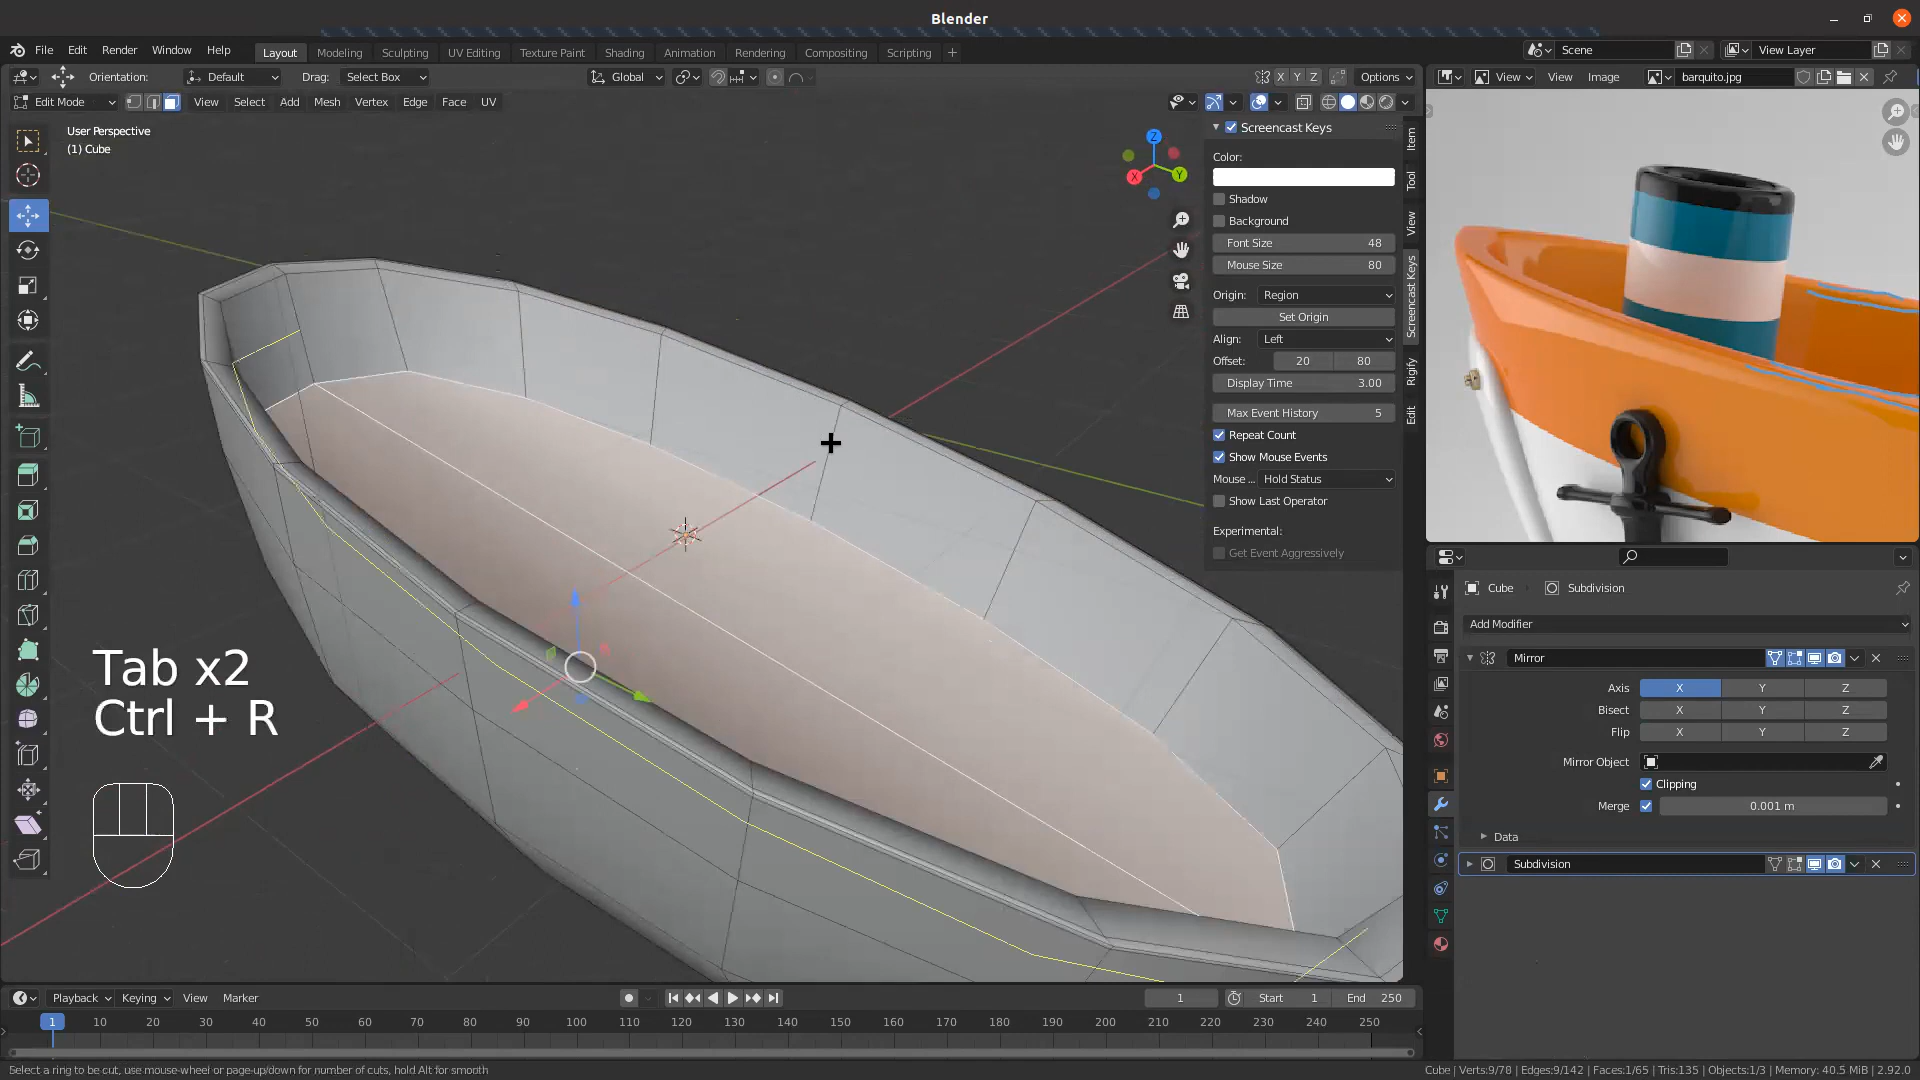 Blender
File Edit Render Window Help
Layout Modeling Sculpting UV Editing Texture Paint Shading Animation Rendering Compositing Scripting +
Scene
View Layer
Orientation: Default Drag: Select Box
Global
X Y Z Options
View View Image barquito.jpg
Edit Mode View Select Add Mesh Vertex Edge Face UV
User Perspective
(1) Cube
Z
X
Y
Screencast Keys
Color:
Shadow
Background
Font Size 48
Mouse Size 80
Origin: Region
Set Origin
Align: Left
Offset: 20 80
Display Time 3.00
Max Event History 5
Repeat Count
Show Mouse Events
Mouse ... Hold Status
Show Last Operator
Experimental:
Get Event Aggressively
Item
Tool
View
Screencast Keys
Rigify
Edit
Tab x2
Ctrl + R
Cube Subdivision
Add Modifier
Mirror
Axis X Y Z
Bisect X Y Z
Flip X Y Z
Mirror Object
Clipping
Merge 0.001 m
Data
Subdivision
Playback Keying View Marker
1 Start 1 End 250
1 10 20 30 40 50 60 70 80 90 100 110 120 130 140 150 160 170 180 190 200 210 220 230 240 250
Select a ring to be cut, use mouse-wheel or page-up/down for number of cuts, hold Alt for smooth
Cube | Verts:9/78 | Edges:9/142 | Faces:1/65 | Tris:135 | Objects:1/3 | Memory: 40.5 MiB | 2.92.0